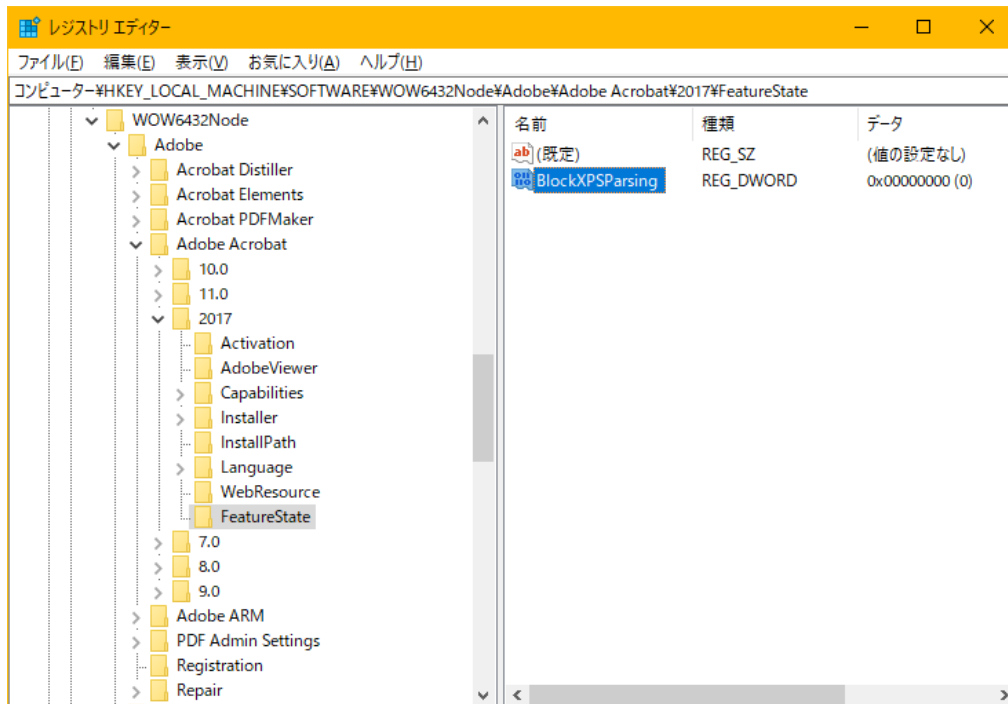 レジストリ エディター
ファイル(F) 編集(E) 表示(V) お気に入り(A) ヘルプ(H)
コンピューター¥HKEY_LOCAL_MACHINE¥SOFTWARE¥WOW6432Node¥Adobe¥Adobe Acrobat¥2017¥FeatureState
WOW6432Node
Adobe
Acrobat Distiller
Acrobat Elements
Acrobat PDFMaker
Adobe Acrobat
10.0
11.0
2017
Activation
AdobeViewer
Capabilities
Installer
InstallPath
Language
WebResource
FeatureState
7.0
8.0
9.0
Adobe ARM
PDF Admin Settings
Registration
Repair
名前 種類 データ
ab (既定) REG_SZ (値の設定なし)
BlockXPSParsing REG_DWORD 0x00000000 (0)